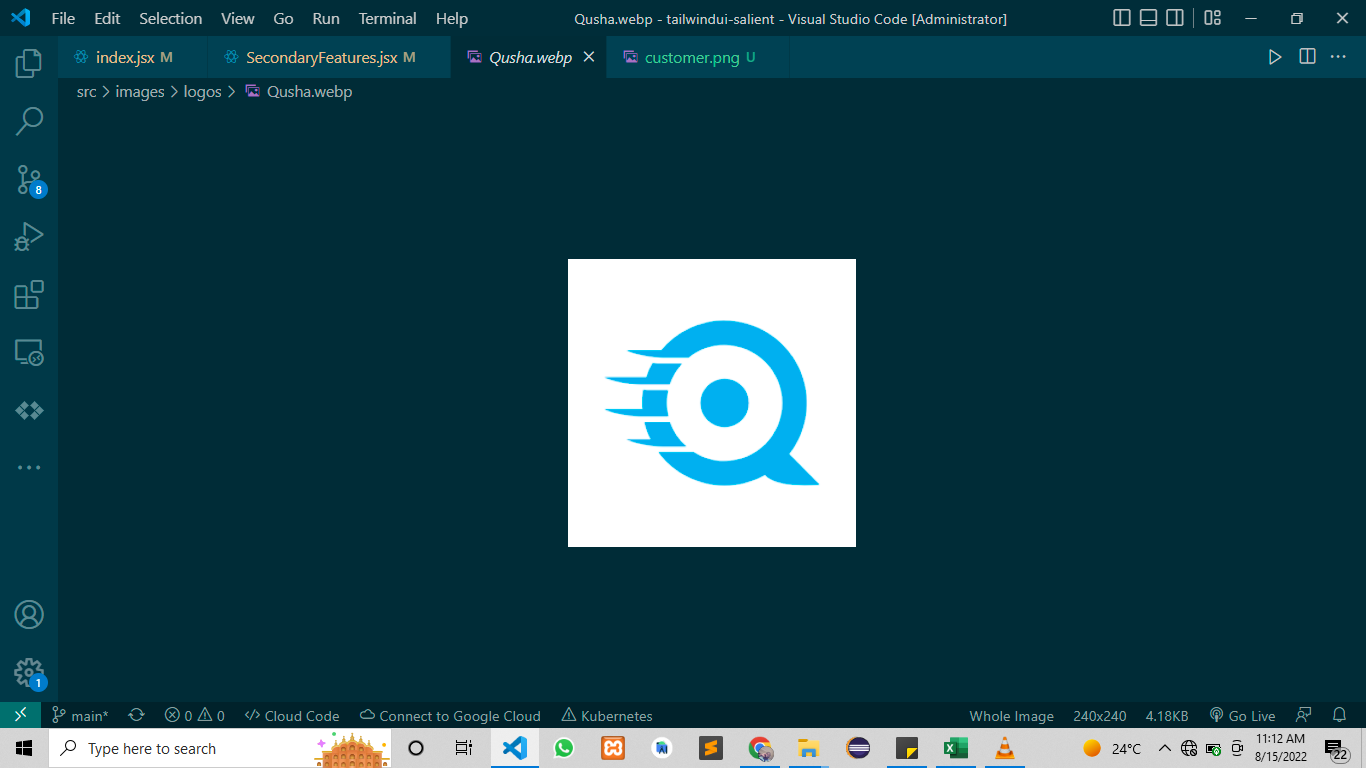 File Edit Selection View Go Run Terminal Help Qusha.webp - tailwindui-salient - Visual Studio Code [Administrator]
index.jsx M SecondaryFeatures.jsx M Qusha.webp customer.png U
src > images > logos > Qusha.webp
8
Q
1
main* 0 0 Cloud Code Connect to Google Cloud Kubernetes Whole Image 240x240 4.18KB Go Live
Type here to search 24°C 11:12 AM
8/15/2022 22